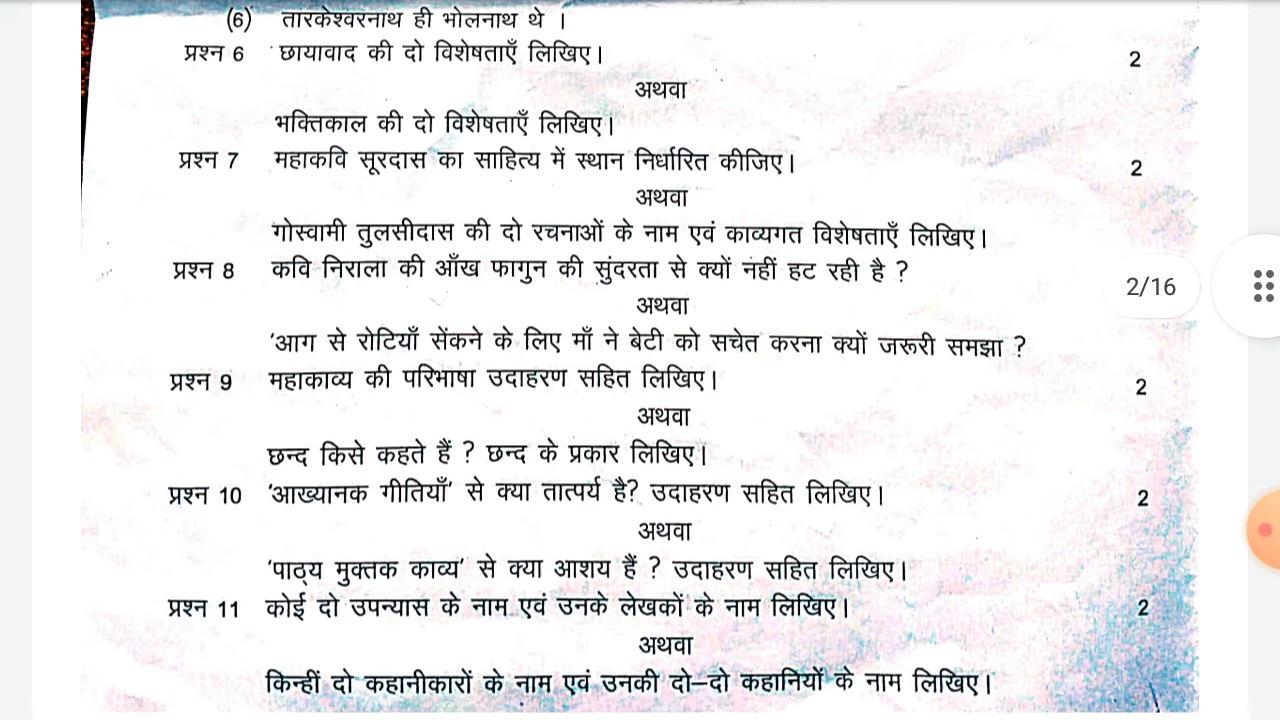 (6) तारकेश्वरनाथ ही भोलनाथ थे ।
प्रश्न 6 छायावाद की दो विशेषताएँ लिखिए। 2
अथवा
भक्तिकाल की दो विशेषताएँ लिखिए।
प्रश्न 7 महाकवि सूरदास का साहित्य में स्थान निर्धारित कीजिए। 2
अथवा
गोस्वामी तुलसीदास की दो रचनाओं के नाम एवं काव्यगत विशेषताएँ लिखिए।
प्रश्न 8 कवि निराला की आँख फागुन की सुंदरता से क्यों नहीं हट रही है ?
2/16
अथवा
'आग से रोटियाँ सेंकने के लिए माँ ने बेटी को सचेत करना क्यों जरूरी समझा ?
प्रश्न 9 महाकाव्य की परिभाषा उदाहरण सहित लिखिए। 2
अथवा
छन्द किसे कहते हैं ? छन्द के प्रकार लिखिए।
प्रश्न 10 'आख्यानक गीतियाँ' से क्या तात्पर्य है? उदाहरण सहित लिखिए। 2
अथवा
'पाठ्य मुक्तक काव्य' से क्या आशय हैं ? उदाहरण सहित लिखिए।
प्रश्न 11 कोई दो उपन्यास के नाम एवं उनके लेखकों के नाम लिखिए। 2
अथवा
किन्हीं दो कहानीकारों के नाम एवं उनकी दो–दो कहानियों के नाम लिखिए।